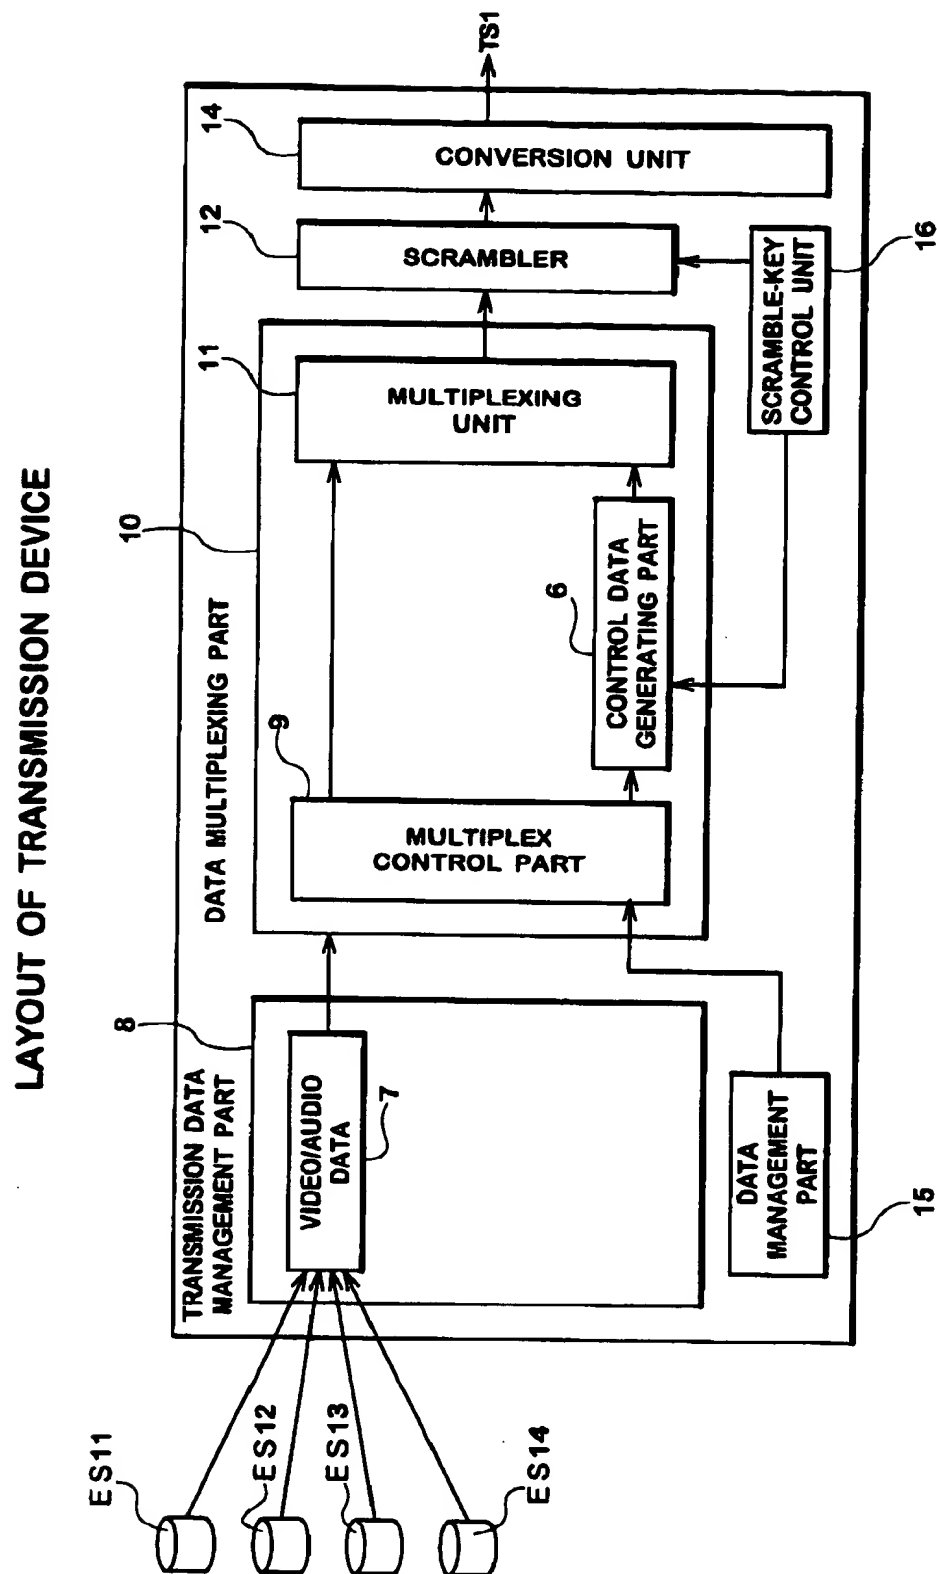 LAYOUT OF TRANSMISSION DEVICE
ES11
ES12
ES13
ES14
TRANSMISSION DATA
MANAGEMENT PART
8
VIDEO/AUDIO
DATA
7
DATA
MANAGEMENT
PART
15
DATA MULTIPLEXING PART
10
9
MULTIPLEX
CONTROL PART
6
CONTROL DATA
GENERATING PART
11
MULTIPLEXING
UNIT
12
SCRAMBLER
14
CONVERSION UNIT
SCRAMBLE-KEY
CONTROL UNIT
16
TS1